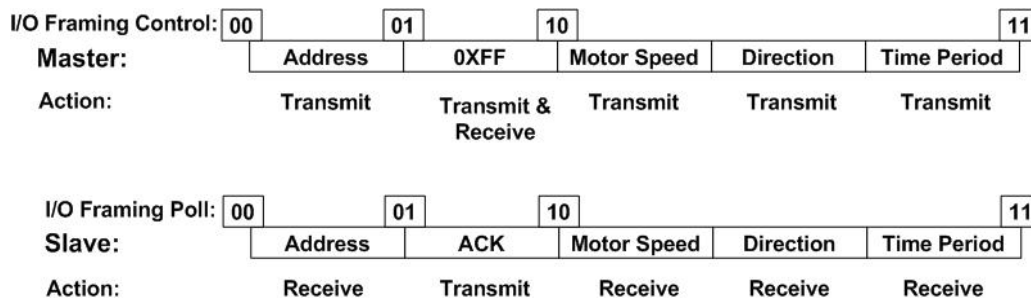 I/O Framing Control: 00 01 10 11
Master: Address 0XFF Motor Speed Direction Time Period
Action: Transmit Transmit & Receive Transmit Transmit Transmit
I/O Framing Poll: 00 01 10 11
Slave: Address ACK Motor Speed Direction Time Period
Action: Receive Transmit Receive Receive Receive